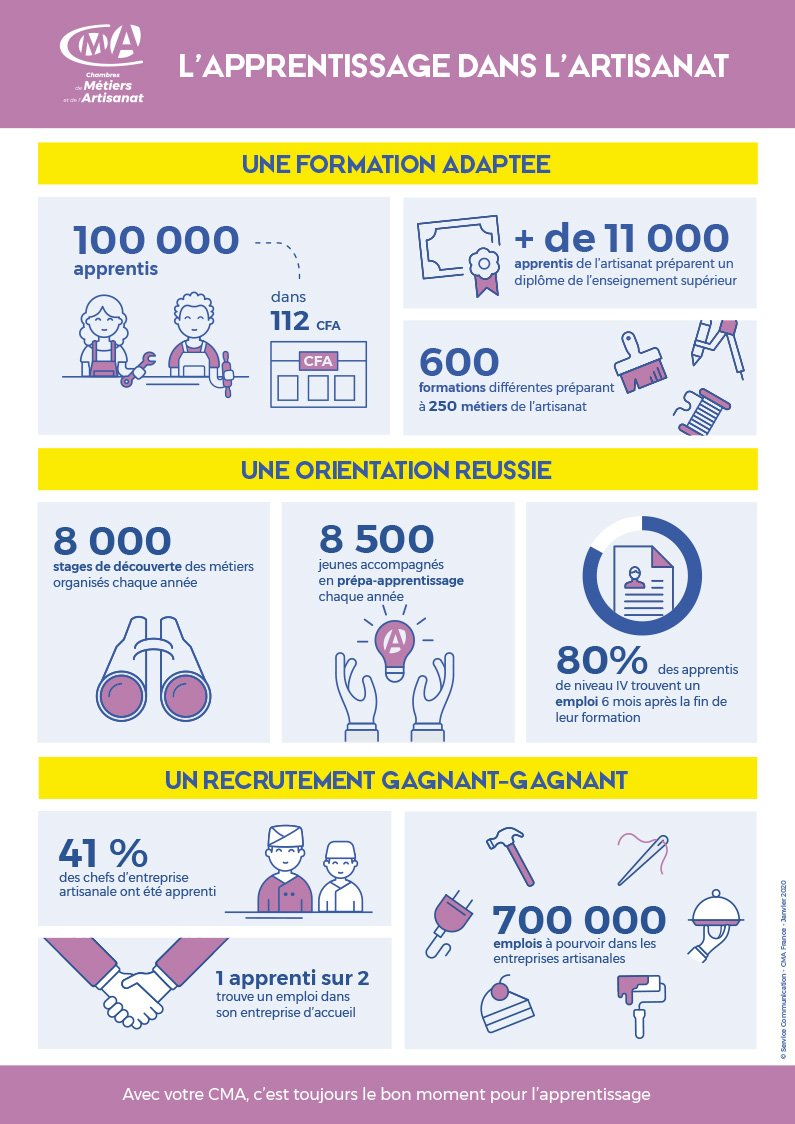 CMA
Chambres
de Métiers
et de l'Artisanat
L'APPRENTISSAGE DANS L'ARTISANAT
UNE FORMATION ADAPTEE
100 000
apprentis
dans
112 CFA
CFA
+ de 11 000
apprentis de l'artisanat préparent un
diplôme de l'enseignement supérieur
600
formations différentes préparant
à 250 métiers de l'artisanat
UNE ORIENTATION REUSSIE
8 000
stages de découverte des métiers
organisés chaque année
8 500
jeunes accompagnés
en prépa-apprentissage
chaque année
A
80% des apprentis
de niveau IV trouvent un
emploi 6 mois après la fin de
leur formation
UN RECRUTEMENT GAGNANT-GAGNANT
41 %
des chefs d'entreprise
artisanale ont été apprenti
1 apprenti sur 2
trouve un emploi dans
son entreprise d'accueil
700 000
emplois à pourvoir dans les
entreprises artisanales
© Service Communication - CMA France - Janvier 2020
Avec votre CMA, c'est toujours le bon moment pour l'apprentissage